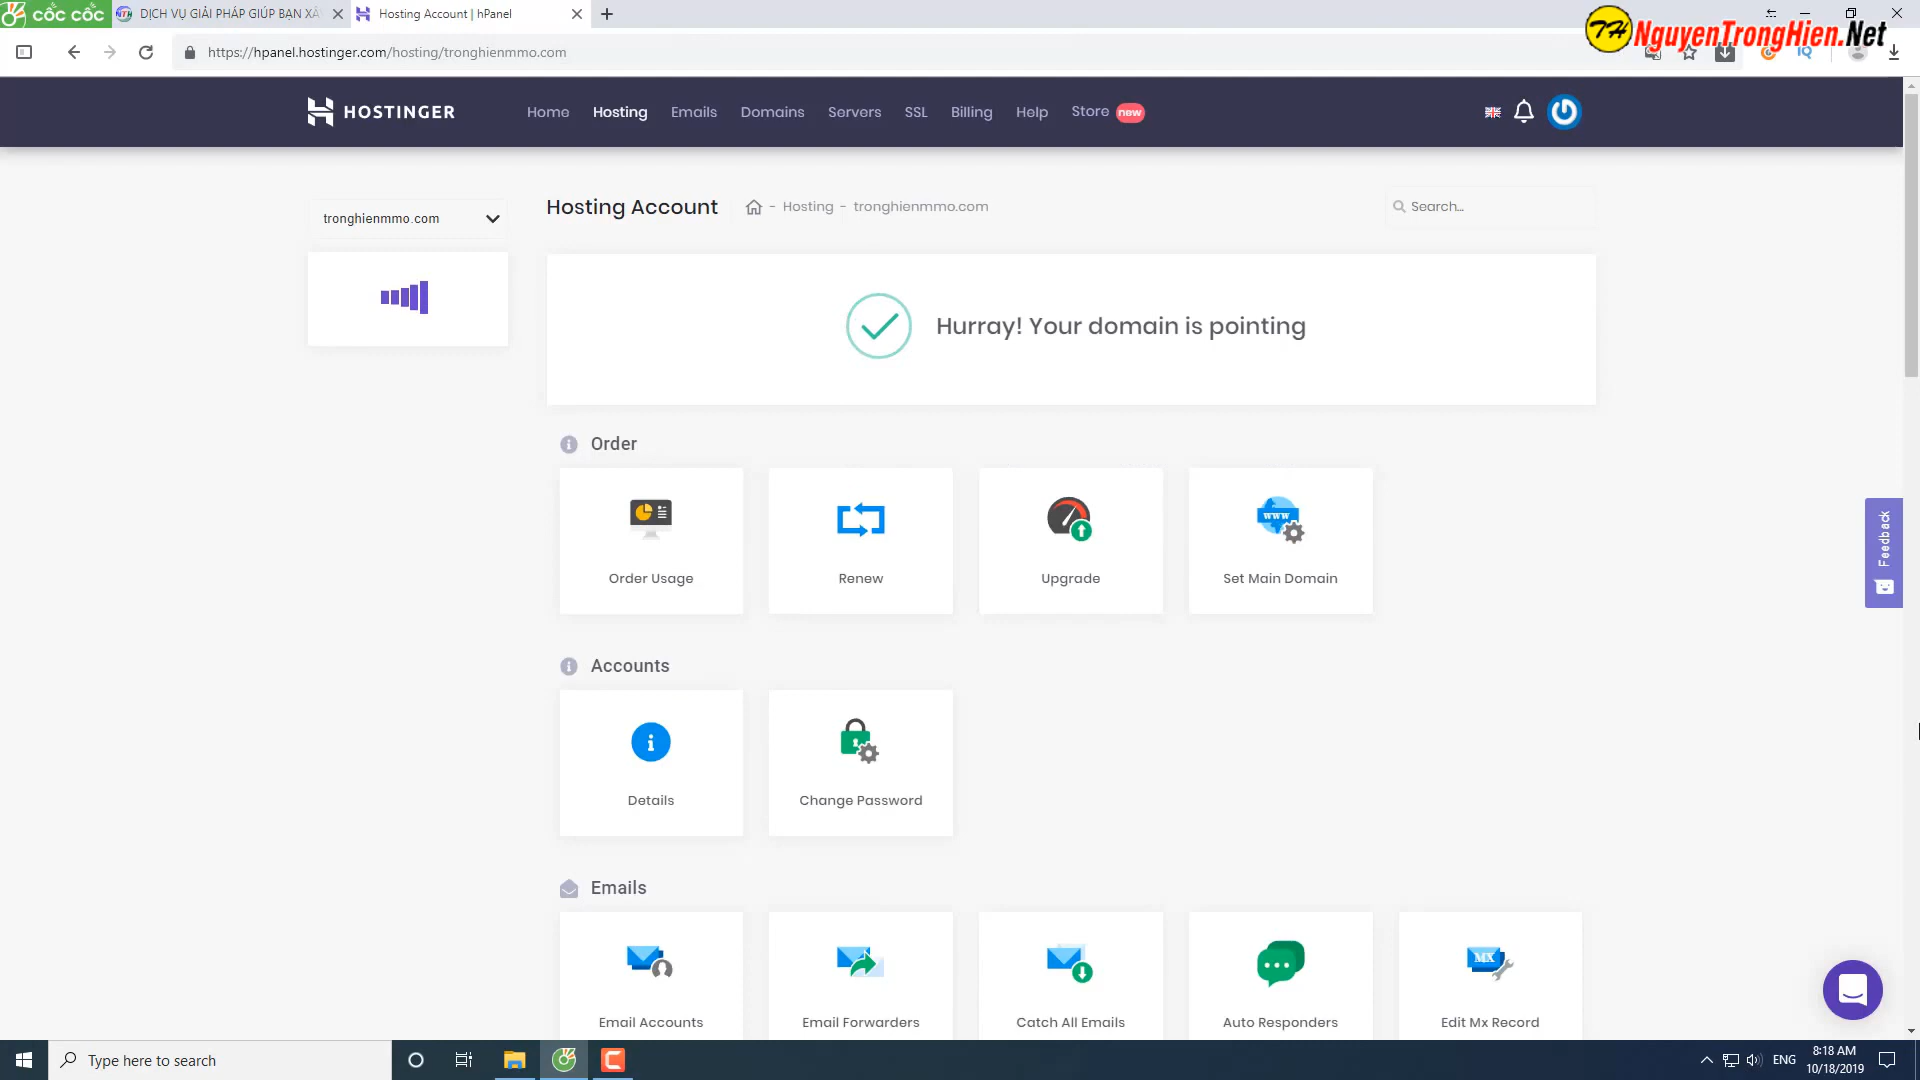 cốc cốc
DỊCH VỤ GIẢI PHÁP GIÚP BẠN XÂ
Hosting Account | hPanel
https://hpanel.hostinger.com/hosting/tronghienmmo.com
TH NguyenTrongHien.Net
HOSTINGER
Home
Hosting
Emails
Domains
Servers
SSL
Billing
Help
Store new
tronghienmmo.com
Hosting Account
- Hosting - tronghienmmo.com
Search...
Hurray! Your domain is pointing
Order
Order Usage
Renew
Upgrade
www
Set Main Domain
Feedback
Accounts
Details
Change Password
Emails
Email Accounts
Email Forwarders
Catch All Emails
Auto Responders
MX
Edit Mx Record
Type here to search
ENG
8:18 AM
10/18/2019